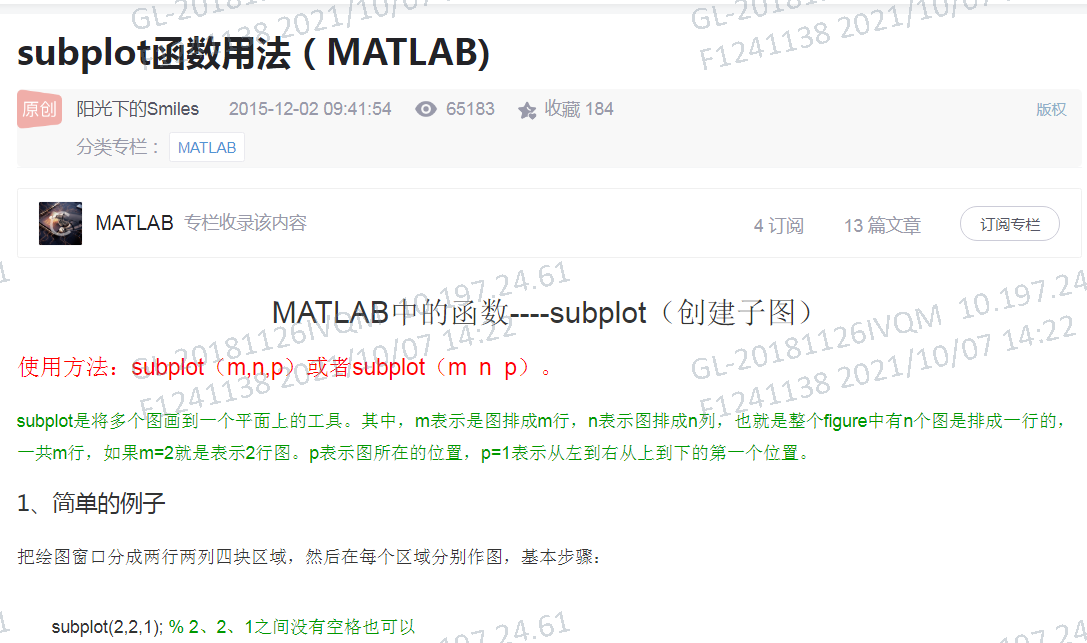 subplot函数用法（MATLAB)
原创 阳光下的Smiles 2015-12-02 09:41:54 65183 收藏 184 版权
分类专栏： MATLAB
MATLAB 专栏收录该内容 4 订阅 13 篇文章 订阅专栏
MATLAB中的函数----subplot（创建子图）
使用方法：subplot（m,n,p）或者subplot（m n p）。
subplot是将多个图画到一个平面上的工具。其中，m表示是图排成m行，n表示图排成n列，也就是整个figure中有n个图是排成一行的，
一共m行，如果m=2就是表示2行图。p表示图所在的位置，p=1表示从左到右从上到下的第一个位置。
1、简单的例子
把绘图窗口分成两行两列四块区域，然后在每个区域分别作图，基本步骤：
subplot(2,2,1); % 2、2、1之间没有空格也可以
GL-20181126IVQM 10.197.24.61
F1241138 2021/10/07 14:22
GL-20181126IVQM 10.197.24
F1241138 2021/10/07 14:22